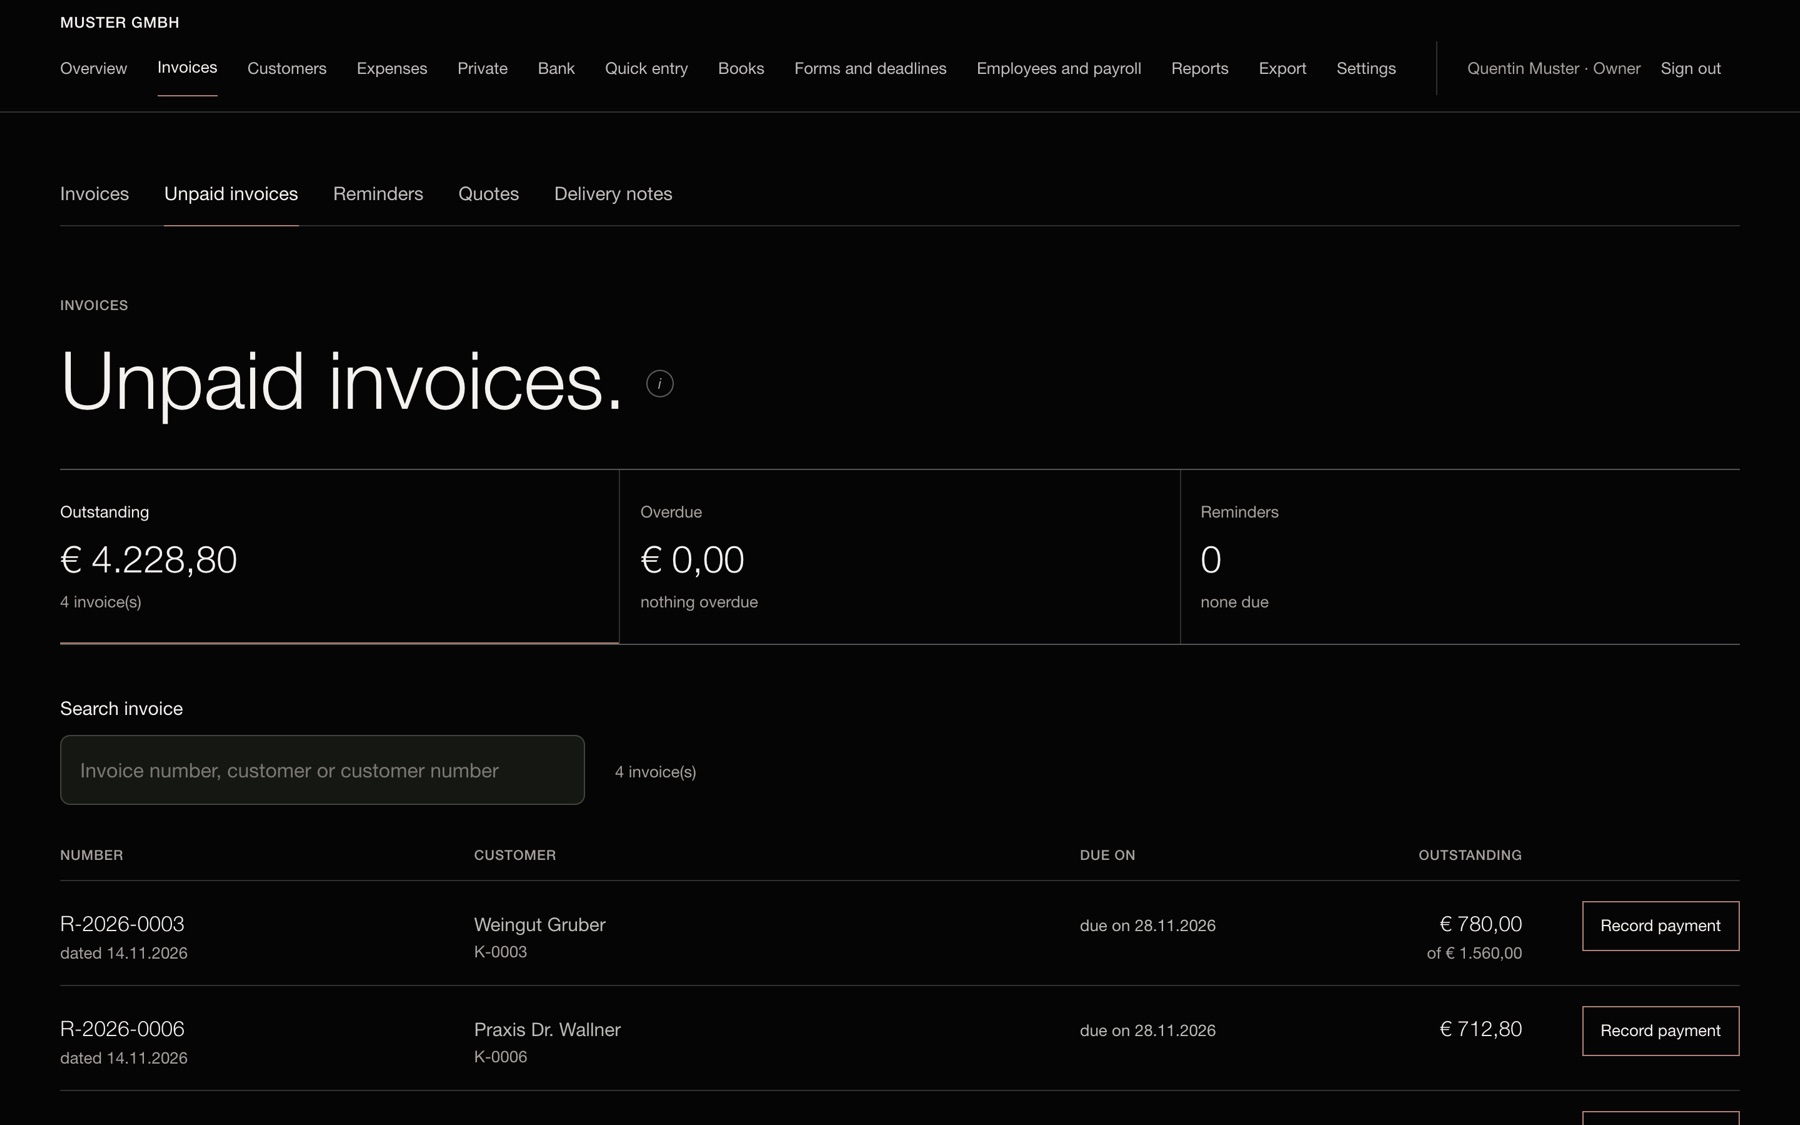 MUSTER GMBH
Overview Invoices Customers Expenses Private Bank Quick entry Books Forms and deadlines Employees and payroll Reports Export Settings Quentin Muster · Owner Sign out
Invoices Unpaid invoices Reminders Quotes Delivery notes
INVOICES
Unpaid invoices. i
Outstanding Overdue Reminders
€ 4.228,80 € 0,00 0
4 invoice(s) nothing overdue none due
Search invoice
Invoice number, customer or customer number 4 invoice(s)
NUMBER CUSTOMER DUE ON OUTSTANDING
R-2026-0003 Weingut Gruber due on 28.11.2026 € 780,00 Record payment
dated 14.11.2026 K-0003 of € 1.560,00
R-2026-0006 Praxis Dr. Wallner due on 28.11.2026 € 712,80 Record payment
dated 14.11.2026 K-0006